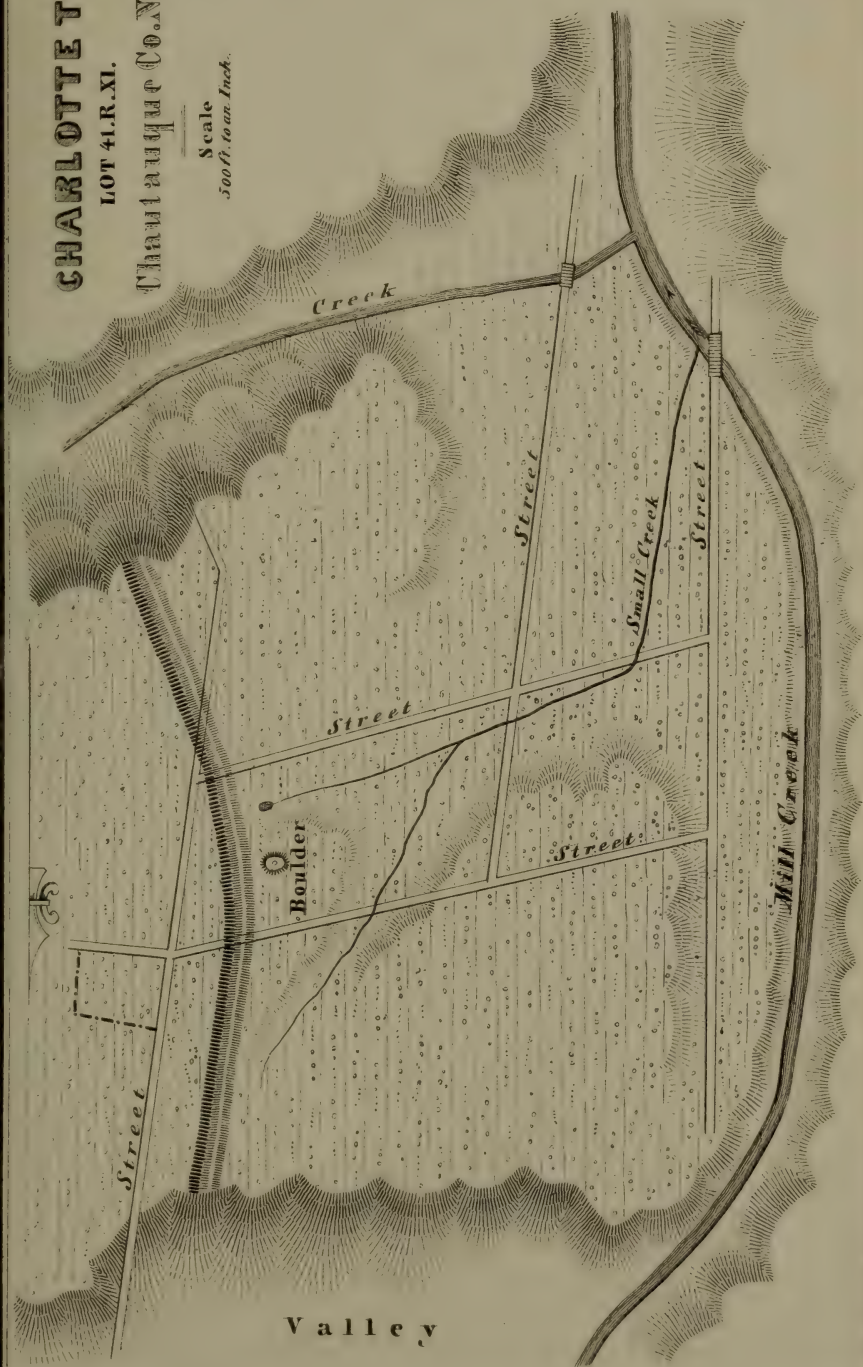 CHARLOTTE T
LOT 41. R. XI.
Chautauque Co. N
Scale
500 ft. to an Inch.
Creek
Street
Small Creek
Street
Street
Boulder
Street
Mill Creek
Street
Valley